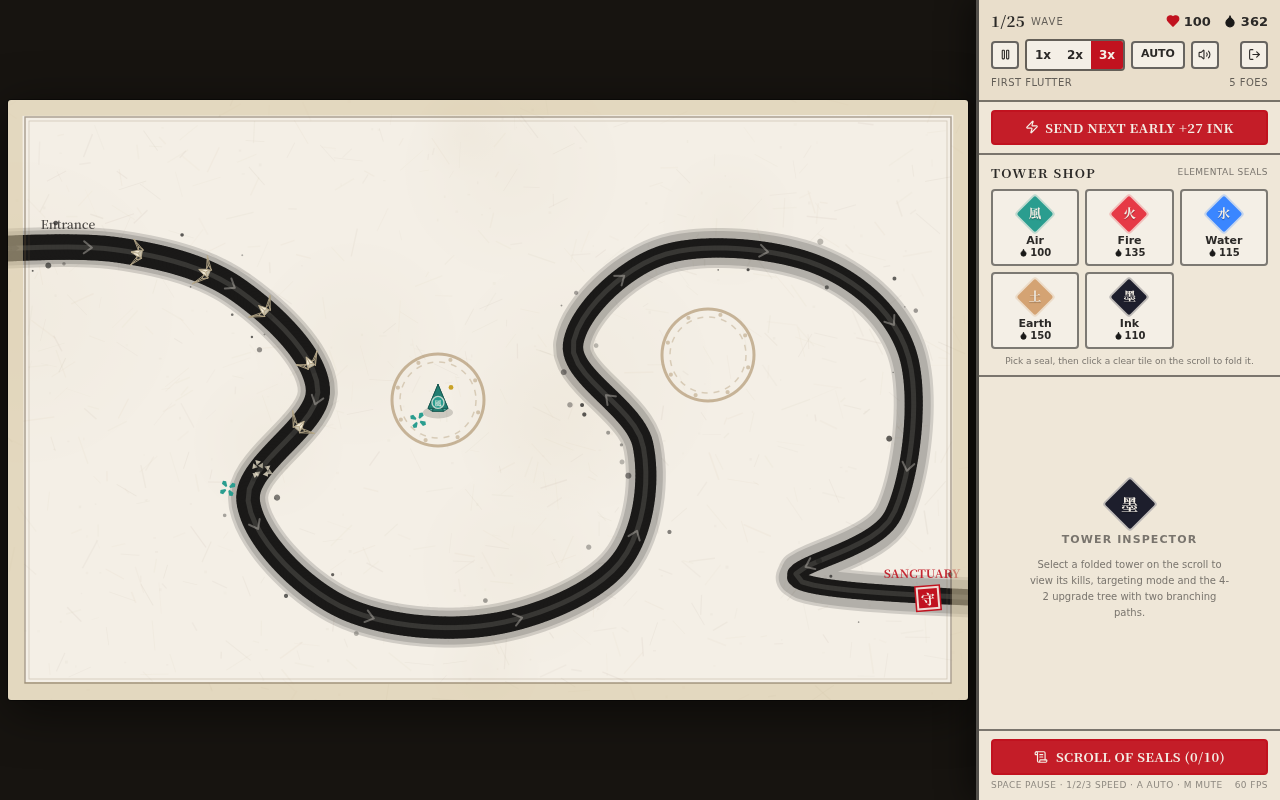 1/25 WAVE 100 362
1x 2x 3x AUTO
FIRST FLUTTER 5 FOES
SEND NEXT EARLY +27 INK
TOWER SHOP ELEMENTAL SEALS
風 火 水
Air Fire Water
100 135 115
土 墨
Earth Ink
150 110
Pick a seal, then click a clear tile on the scroll to fold it.
Entrance
風
SANCTUARY
守
墨
TOWER INSPECTOR
Select a folded tower on the scroll to
view its kills, targeting mode and the 4-
2 upgrade tree with two branching
paths.
SCROLL OF SEALS (0/10)
SPACE PAUSE · 1/2/3 SPEED · A AUTO · M MUTE 60 FPS